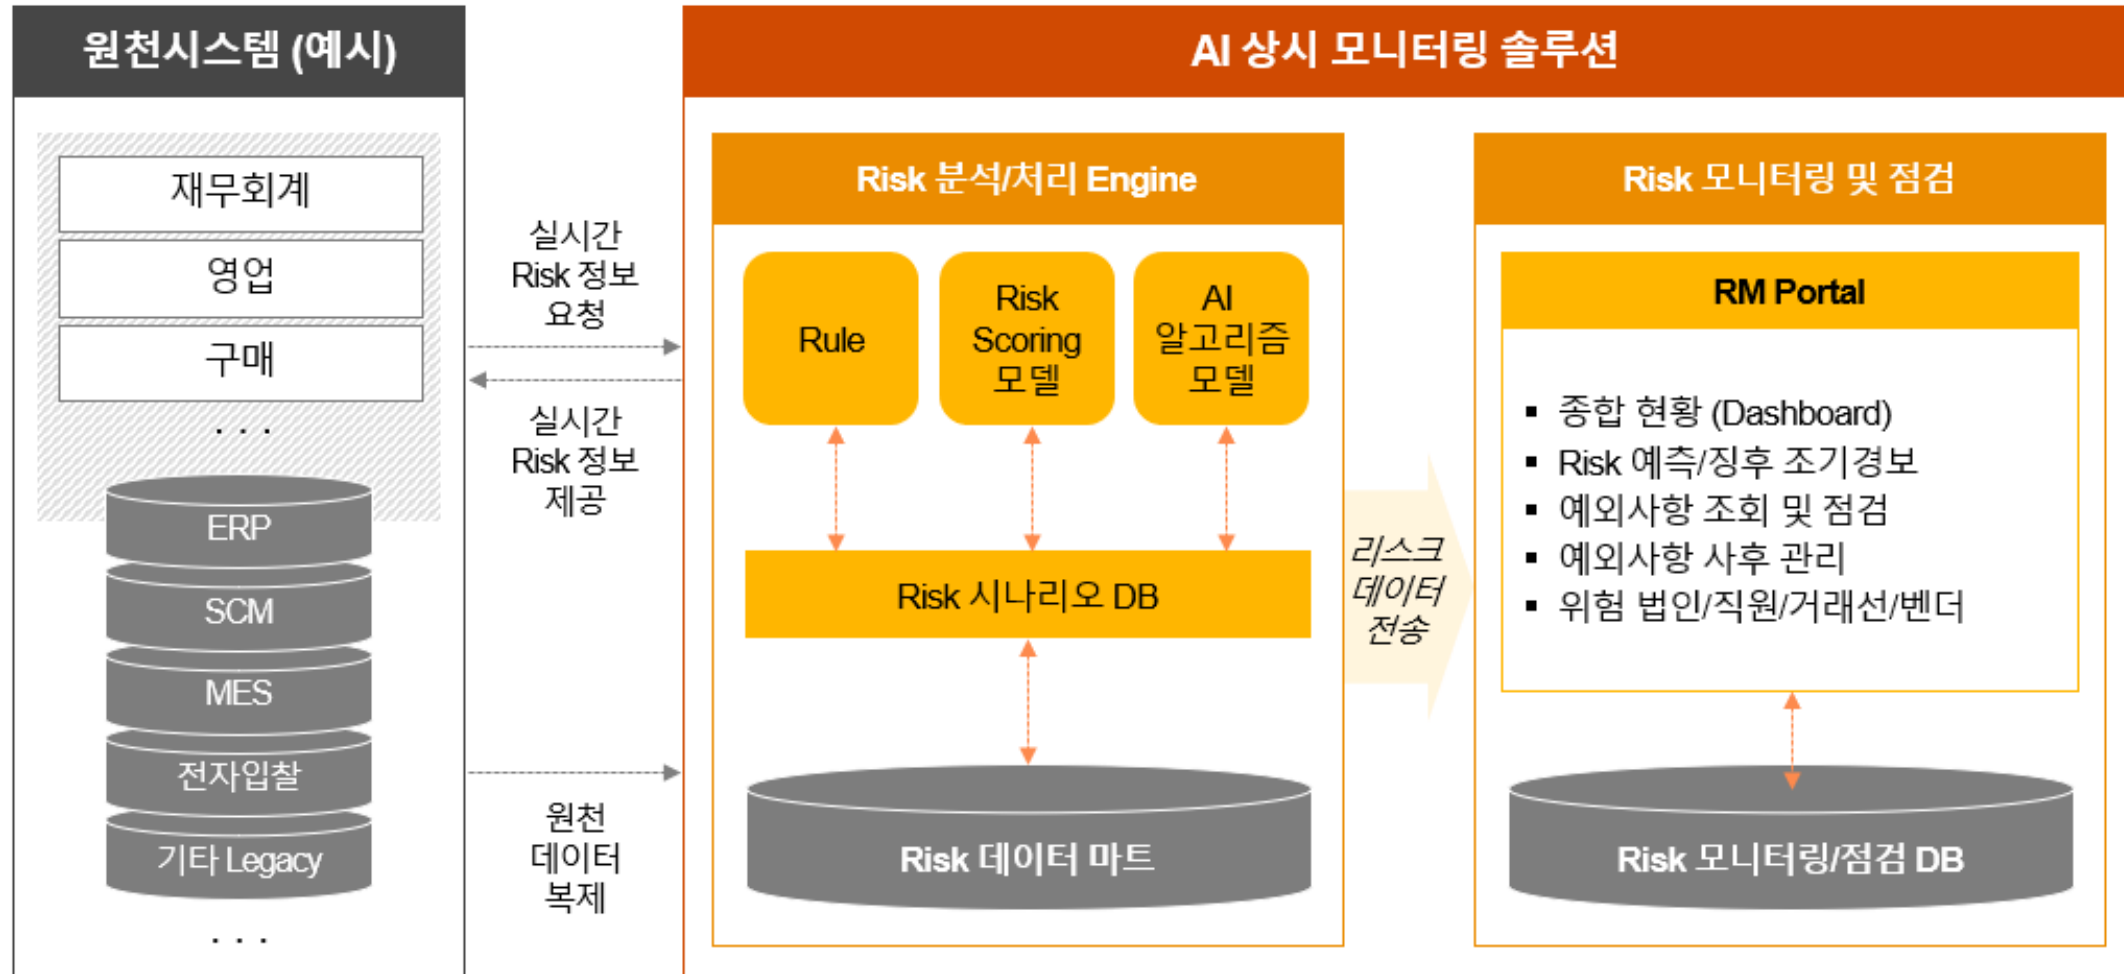 원천시스템 (예시)
재무회계
영업
구매
...
ERP
SCM
MES
전자입찰
기타 Legacy
...
실시간
Risk 정보
요청
실시간
Risk 정보
제공
원천
데이터
복제
AI 상시 모니터링 솔루션
Risk 분석/처리 Engine
Rule
Risk
Scoring
모델
AI
알고리즘
모델
Risk 시나리오 DB
Risk 데이터 마트
리스크
데이터
전송
Risk 모니터링 및 점검
RM Portal
▪ 종합 현황 (Dashboard)
▪ Risk 예측/징후 조기경보
▪ 예외사항 조회 및 점검
▪ 예외사항 사후 관리
▪ 위험 법인/직원/거래선/벤더
Risk 모니터링/점검 DB